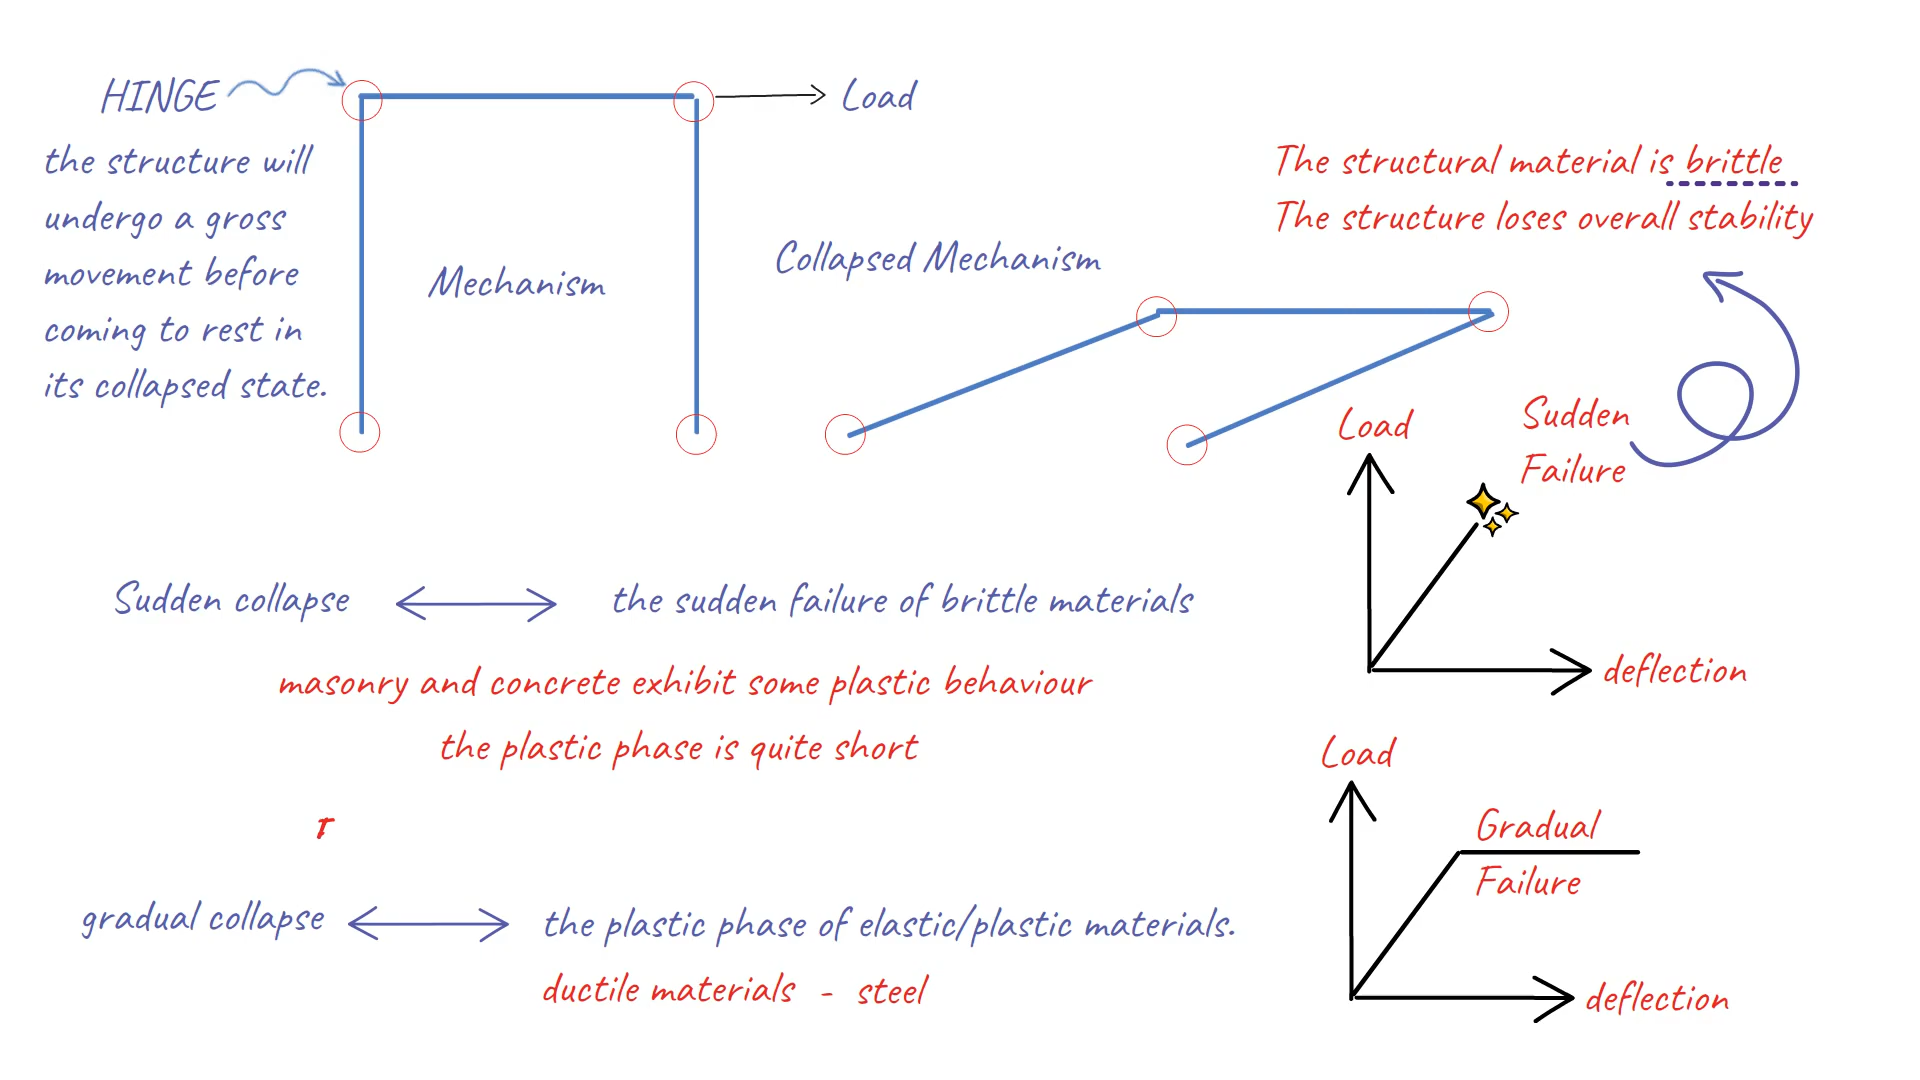 HINGE
the structure will
undergo a gross
movement before
coming to rest in
its collapsed state.
Load
Mechanism
Collapsed Mechanism
The structural material is brittle
The structure loses overall stability
Load
Sudden
Failure
deflection
Sudden collapse
the sudden failure of brittle materials
masonry and concrete exhibit some plastic behaviour
the plastic phase is quite short
gradual collapse
the plastic phase of elastic/plastic materials.
ductile materials - steel
Load
Gradual
Failure
deflection